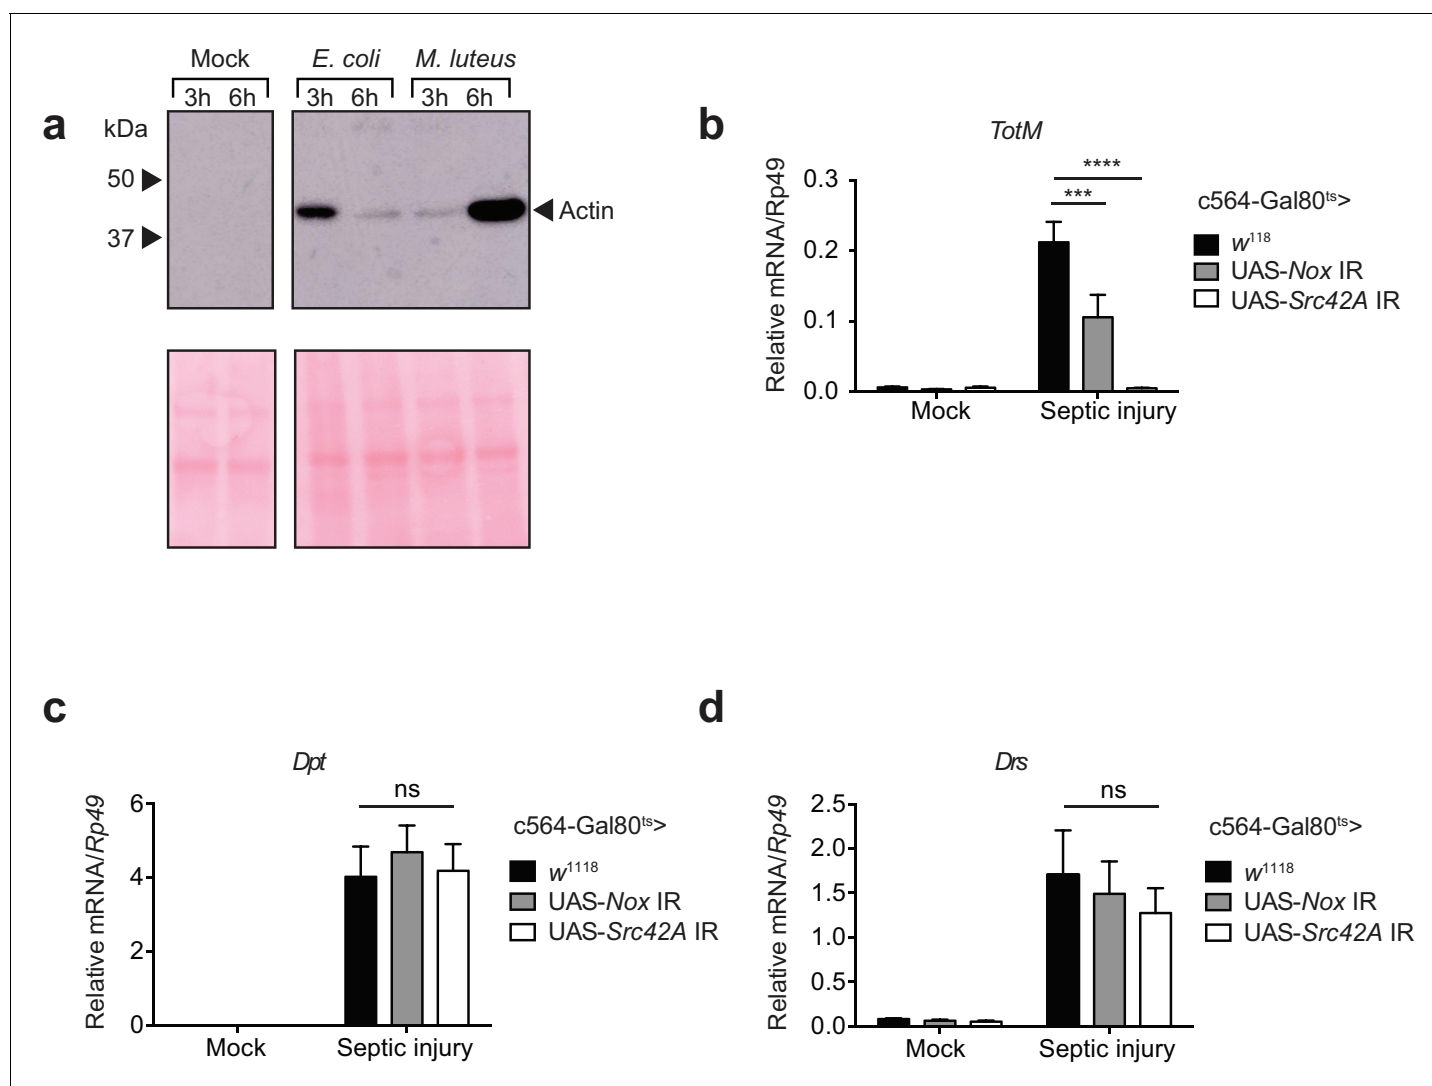 a
Mock E. coli M. luteus
3h 6h 3h 6h 3h 6h
kDa
50
37
Actin
b
TotM
Relative mRNA/Rp49
0.3
0.2
0.1
0.0
****
***
Mock Septic injury
c564-Gal80ts>
w118
UAS-Nox IR
UAS-Src42A IR
c
Dpt
Relative mRNA/Rp49
6
4
2
0
ns
Mock Septic injury
c564-Gal80ts>
w1118
UAS-Nox IR
UAS-Src42A IR
d
Drs
Relative mRNA/Rp49
2.5
2.0
1.5
1.0
0.5
0.0
ns
Mock Septic injury
c564-Gal80ts>
w1118
UAS-Nox IR
UAS-Src42A IR